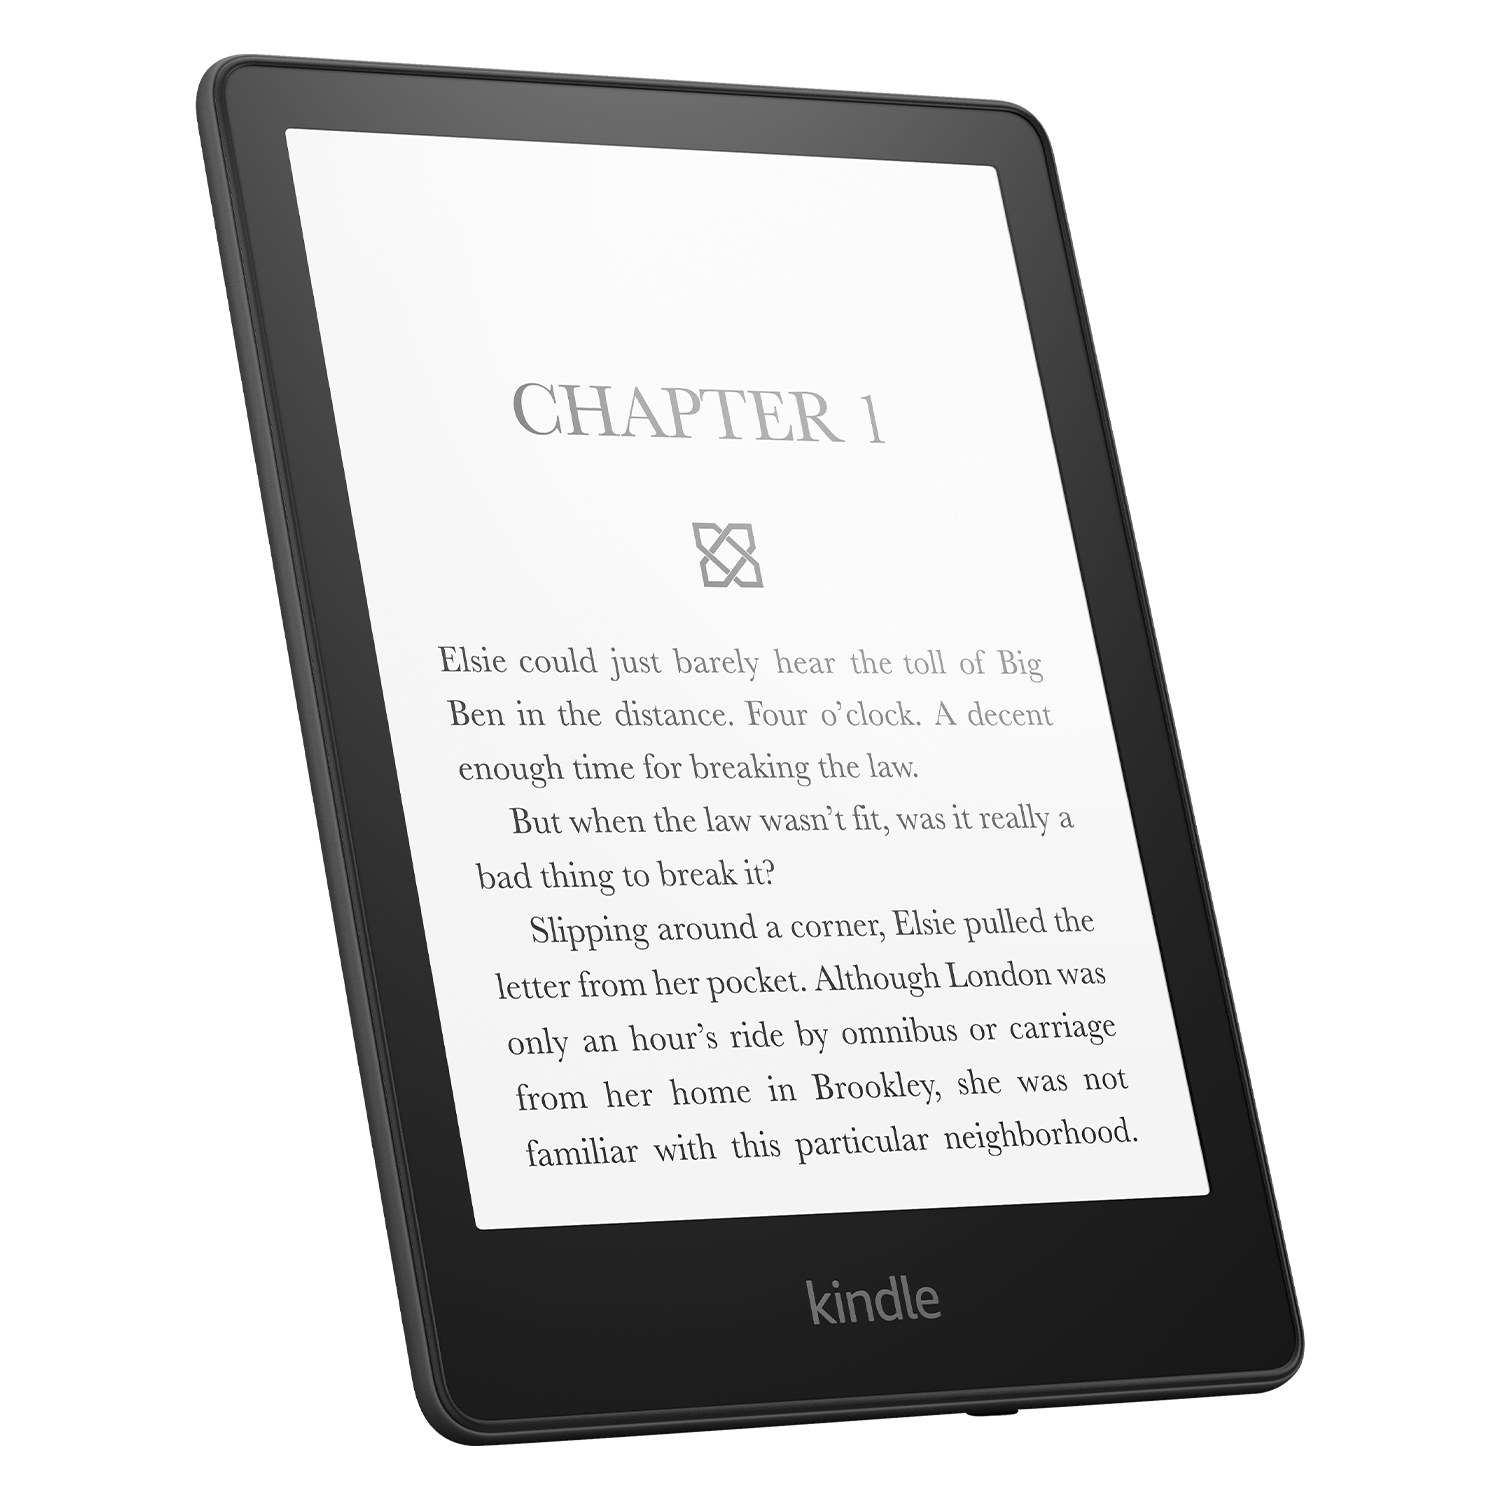 CHAPTER 1
Elsie could just barely hear the toll of Big
Ben in the distance. Four o’clock. A decent
enough time for breaking the law.
But when the law wasn’t fit, was it really a
bad thing to break it?
Slipping around a corner, Elsie pulled the
letter from her pocket. Although London was
only an hour’s ride by omnibus or carriage
from her home in Brookley, she was not
familiar with this particular neighborhood.
kindle